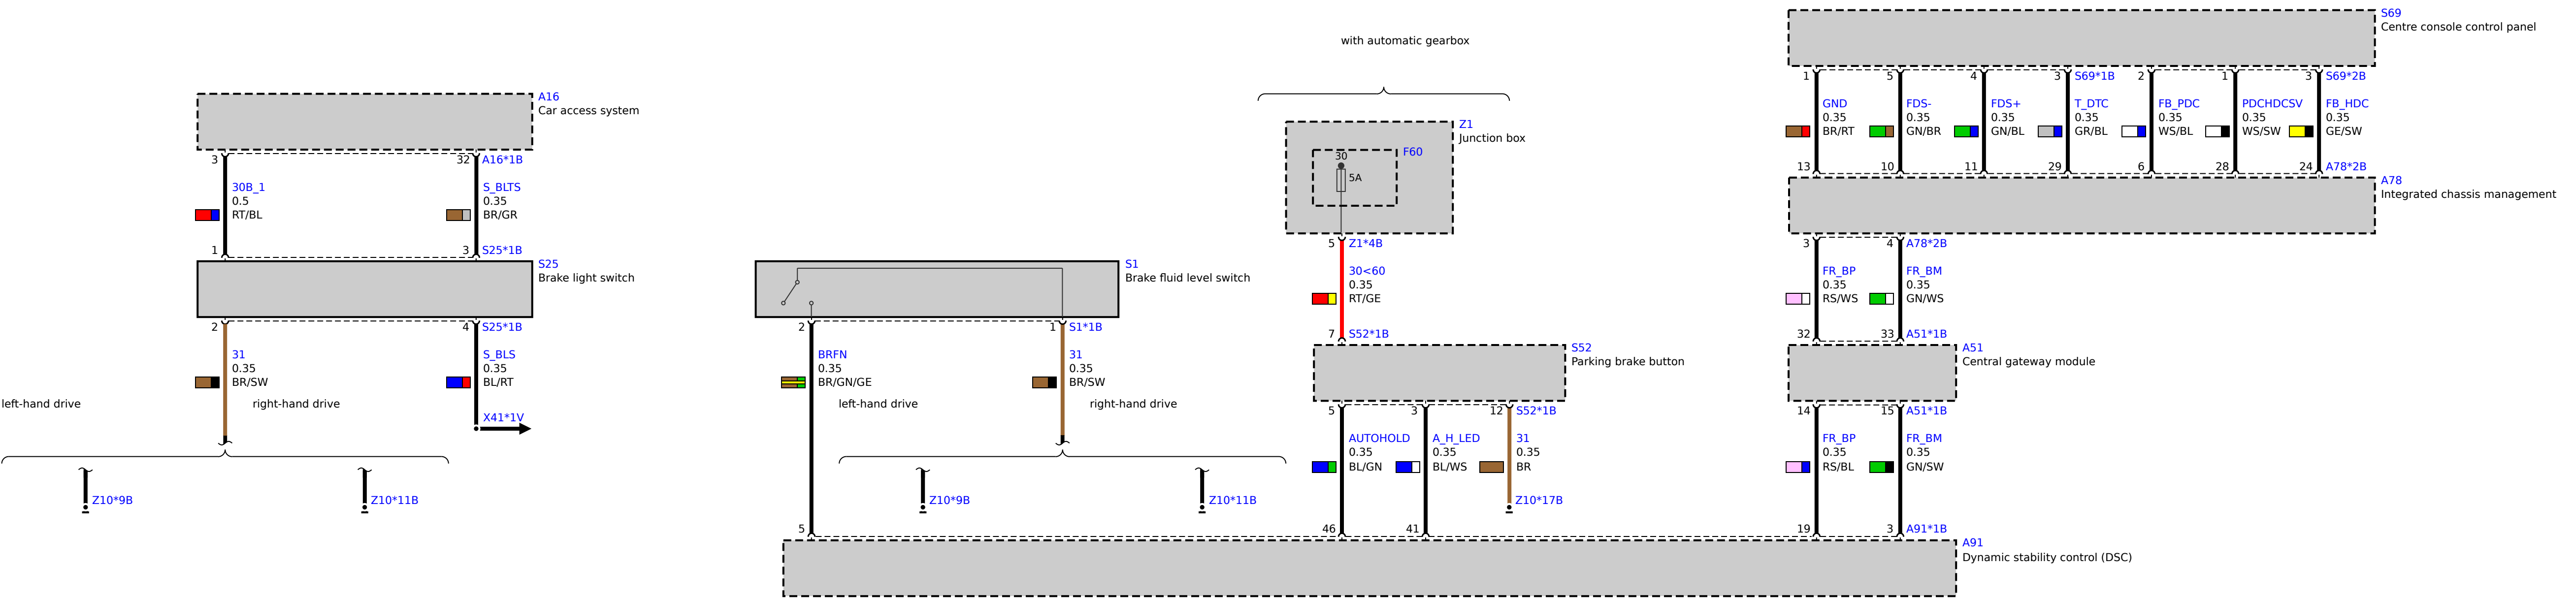 with automatic gearbox
S69
Centre console control panel
1
5
4
3
S69*1B
2
1
3
S69*2B
GND
0.35
BR/RT
FDS-
0.35
GN/BR
FDS+
0.35
GN/BL
T_DTC
0.35
GR/BL
FB_PDC
0.35
WS/BL
PDCHDCSV
0.35
WS/SW
FB_HDC
0.35
GE/SW
13
10
11
29
6
28
24
A78*2B
A78
Integrated chassis management
3
4
A78*2B
FR_BP
0.35
RS/WS
FR_BM
0.35
GN/WS
32
33
A51*1B
A51
Central gateway module
14
15
A51*1B
FR_BP
0.35
RS/BL
FR_BM
0.35
GN/SW
19
3
A91*1B
A16
Car access system
3
32
A16*1B
30B_1
0.5
RT/BL
S_BLTS
0.35
BR/GR
1
3
S25*1B
S25
Brake light switch
2
4
S25*1B
31
0.35
BR/SW
S_BLS
0.35
BL/RT
left-hand drive
right-hand drive
X41*1V
Z10*9B
Z10*11B
S1
Brake fluid level switch
2
1
S1*1B
BRFN
0.35
BR/GN/GE
31
0.35
BR/SW
left-hand drive
right-hand drive
Z10*9B
Z10*11B
5
Z1
Junction box
30
F60
5A
5
Z1*4B
30<60
0.35
RT/GE
7
S52*1B
S52
Parking brake button
5
3
12
S52*1B
AUTOHOLD
0.35
BL/GN
A_H_LED
0.35
BL/WS
31
0.35
BR
Z10*17B
46
41
A91
Dynamic stability control (DSC)